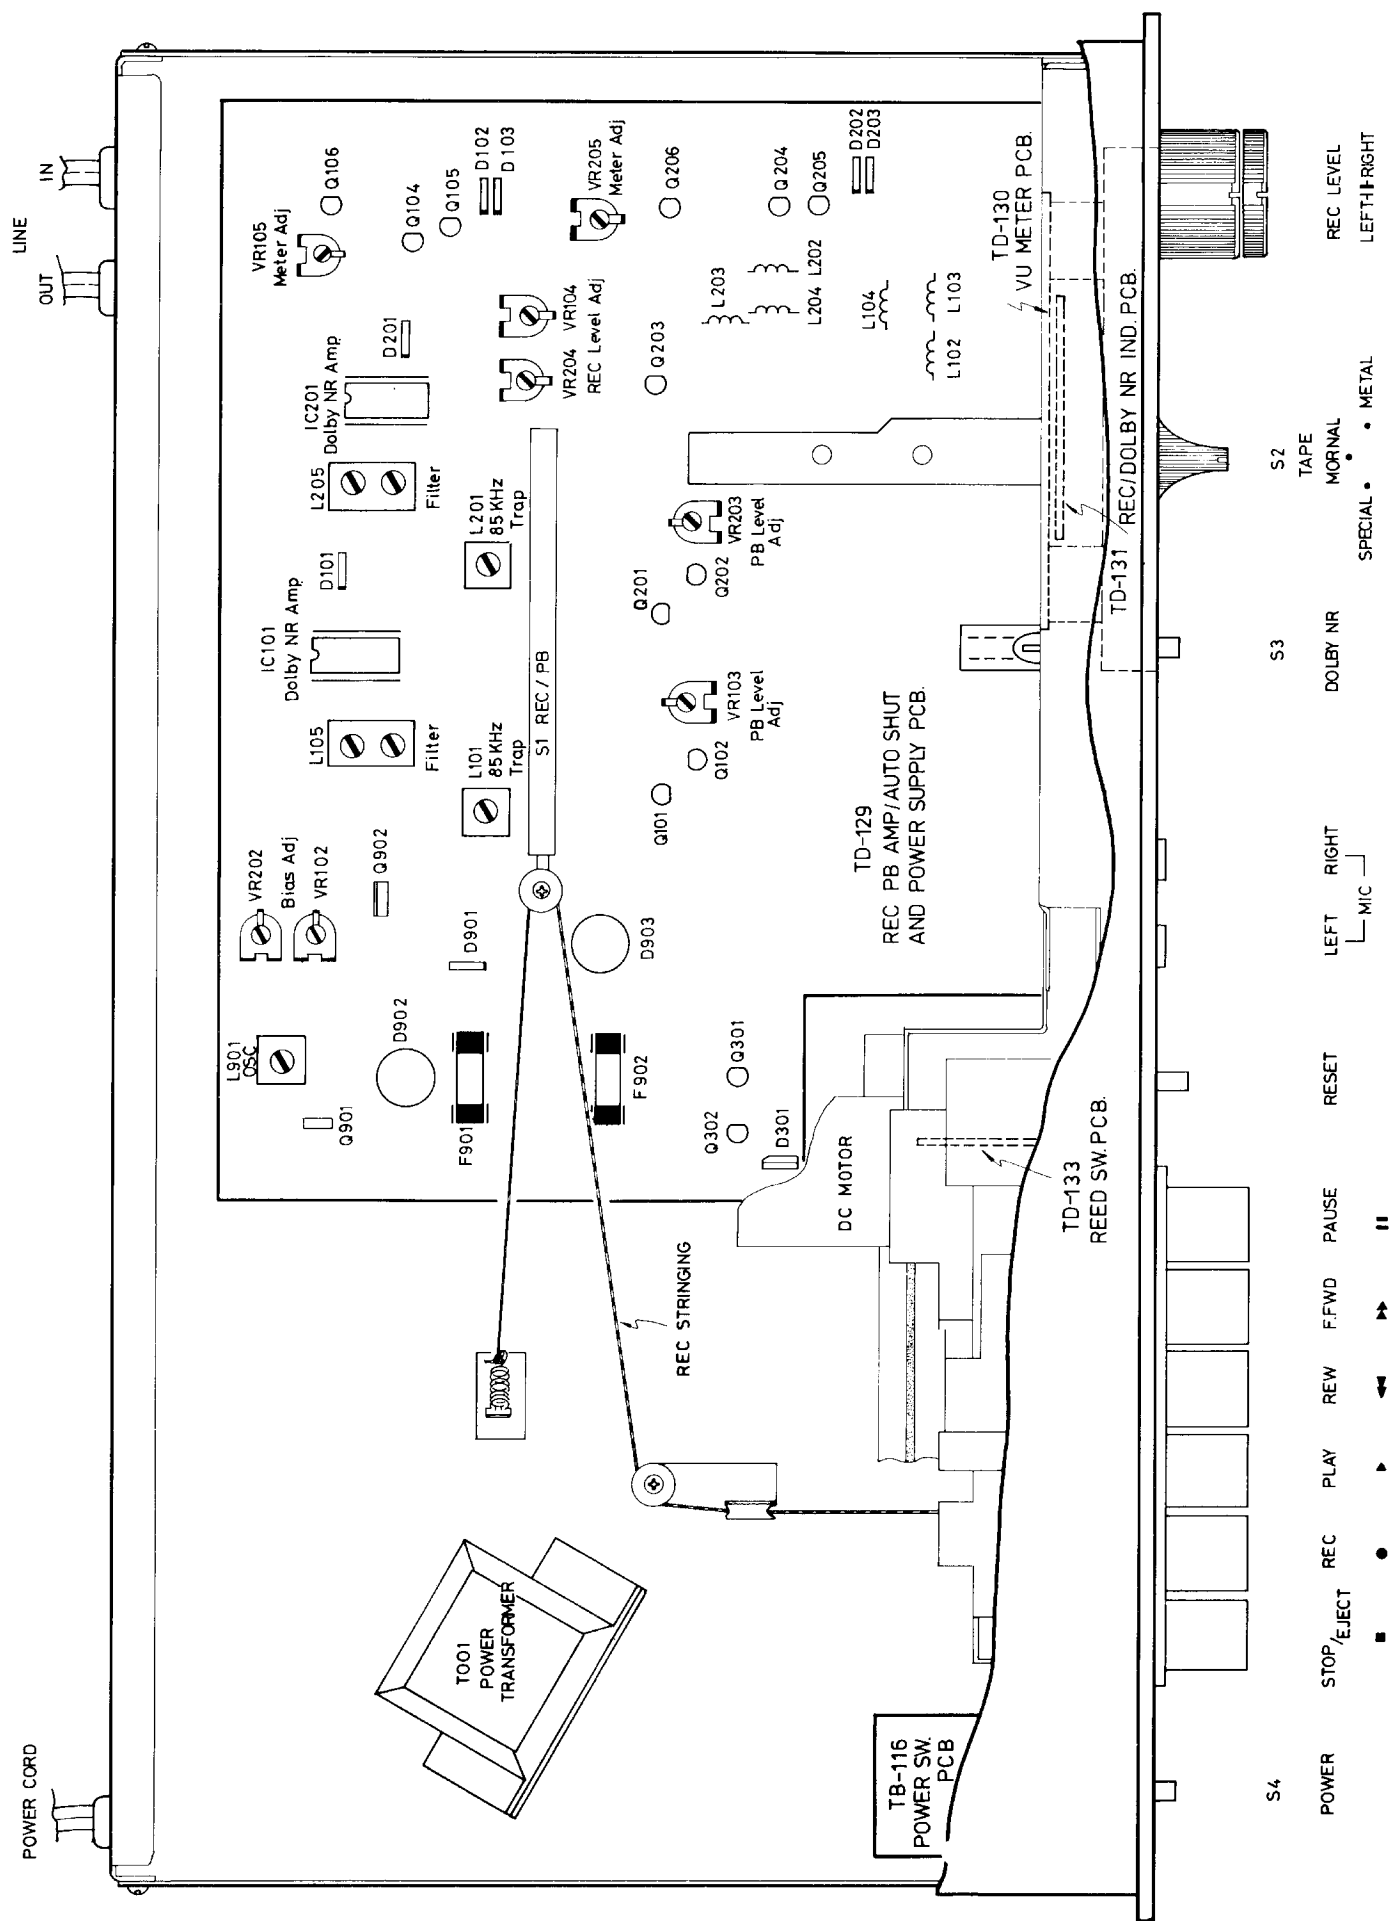 POWER CORD
LINE
OUT
IN
L901
OSC
Q901
VR202
Bias Adj
VR102
Q902
D902
D901
F901
F902
D903
L105
Filter
IC101
Dolby NR Amp
D101
L205
Filter
IC201
Dolby NR Amp
D201
VR105
Meter Adj
Q106
Q104
Q105
D102
D103
L101
85KHz
Trap
L201
85KHz
Trap
S1 REC / PB
VR204
VR104
REC Level Adj
VR205
Meter Adj
Q206
Q204
Q205
D202
D203
Q203
L203
L204
L202
L104
L102
L103
Q101
Q102
VR103
PB Level
Adj
Q201
Q202
VR203
PB Level
Adj
Q302
Q301
D301
DC MOTOR
REC STRINGING
T001
POWER
TRANSFORMER
TD-129
REC PB AMP/AUTO SHUT
AND POWER SUPPLY PCB.
TD-130
VU METER PCB.
TD-131
REC/DOLBY NR IND. PCB.
TD-133
REED SW. PCB.
TB-116
POWER SW.
PCB
S4
POWER
STOP/EJECT
■
REC
●
PLAY
▶
REW
◀◀
F.FWD
▶▶
PAUSE
II
RESET
LEFT
RIGHT
MIC
S3
DOLBY NR
S2
TAPE
MORNAL
SPECIAL • • • METAL
REC LEVEL
LEFT RIGHT